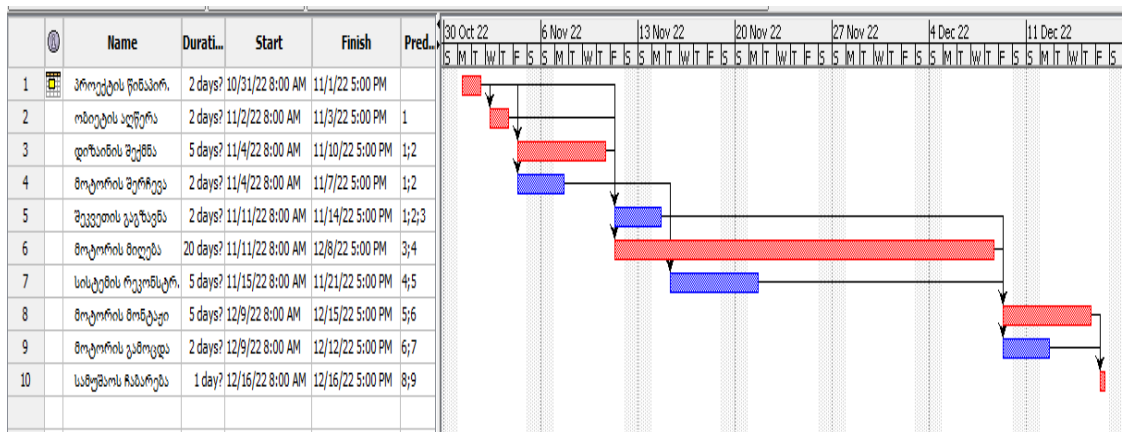 Name Durati... Start Finish Pred...
30 Oct 22 6 Nov 22 13 Nov 22 20 Nov 22 27 Nov 22 4 Dec 22 11 Dec 22
S M T W T F S S M T W T F S S M T W T F S S M T W T F S S M T W T F S S M T W T F S S M T W T F S
1 პროექტის წინაპირ. 2 days? 10/31/22 8:00 AM 11/1/22 5:00 PM
2 ობიეტის აღწერა 2 days? 11/2/22 8:00 AM 11/3/22 5:00 PM 1
3 დიზაინის შექმნა 5 days? 11/4/22 8:00 AM 11/10/22 5:00 PM 1;2
4 მოტორის შერჩევა 2 days? 11/4/22 8:00 AM 11/7/22 5:00 PM 1;2
5 შეკვეთის გაგზავნა 2 days? 11/11/22 8:00 AM 11/14/22 5:00 PM 1;2;3
6 მოტორის მიღება 20 days? 11/11/22 8:00 AM 12/8/22 5:00 PM 3;4
7 სისტემის რეკონსტრ. 5 days? 11/15/22 8:00 AM 11/21/22 5:00 PM 4;5
8 მოტორის მონტაჟი 5 days? 12/9/22 8:00 AM 12/15/22 5:00 PM 5;6
9 მოტორის გამოცდა 2 days? 12/9/22 8:00 AM 12/12/22 5:00 PM 6;7
10 სამუშაოს ჩაბარება 1 day? 12/16/22 8:00 AM 12/16/22 5:00 PM 8;9